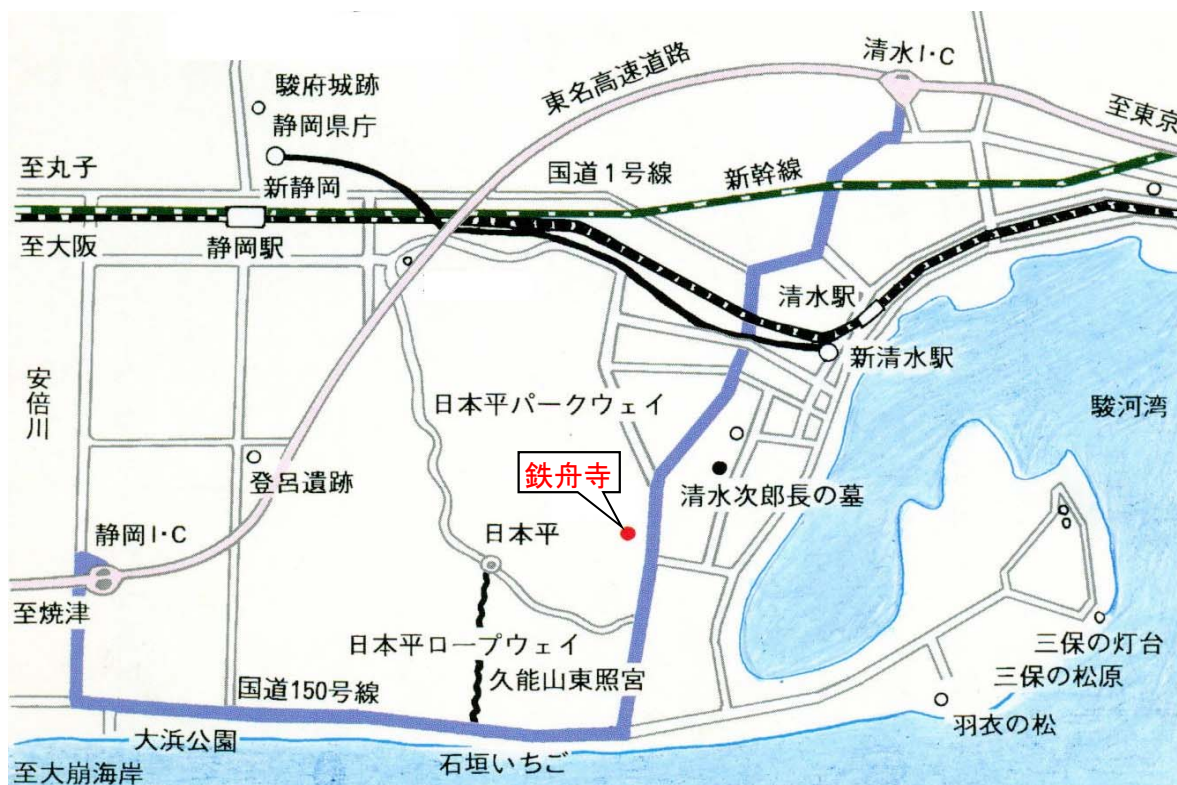 清水I・C
東名高速道路
至東京
駿府城跡
静岡県庁
至丸子
新静岡
国道1号線
新幹線
至大阪
静岡駅
清水駅
新清水駅
安倍川
日本平パークウェイ
駿河湾
登呂遺跡
鉄舟寺
清水次郎長の墓
静岡I・C
日本平
至焼津
日本平ロープウェイ
三保の灯台
国道150号線
久能山東照宮
三保の松原
羽衣の松
大浜公園
石垣いちご
至大崩海岸